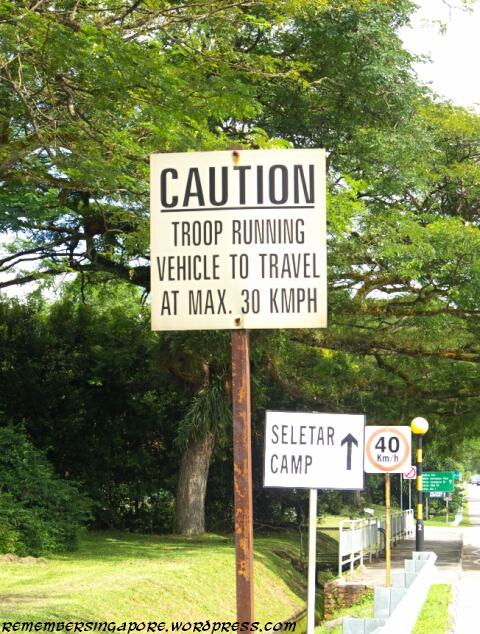 CAUTION
TROOP RUNNING
VEHICLE TO TRAVEL
AT MAX. 30 KMPH
SELETAR
CAMP
40
Km/h
REMEMBERSINGAPORE.WORDPRESS.COM